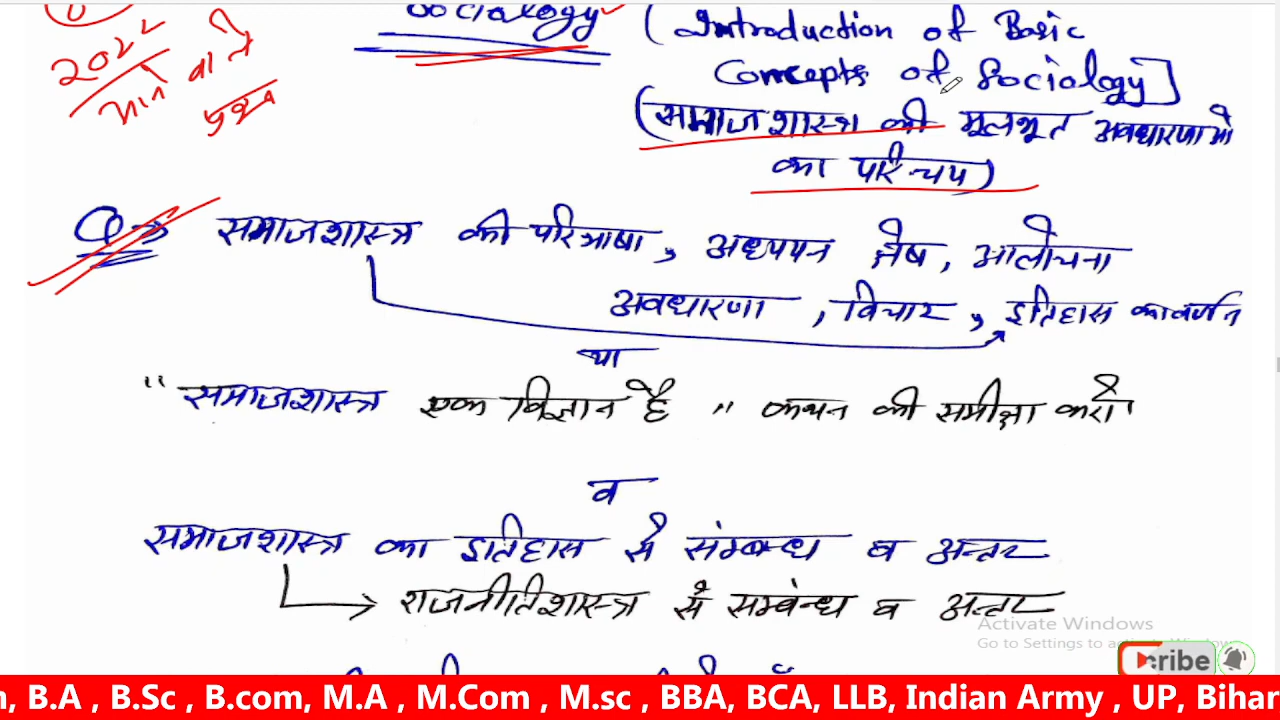 2022
माने वाले
प्रश्न
Sociology (Introduction of Basic
Concepts of Sociology]
(समाजशास्त्र की मूलभूत अवधारणाओ
का परिचय)
Q→ समाजशास्त्र की परिभाषा, अध्ययन क्षेष, आलोचना
अवधारणा, विचार, इतिहास का वर्णन
या
"समाजशास्त्र एक विज्ञान है" कथन की समीक्षा करो
व
समाजशास्त्र का इतिहास से संम्बन्ध व अन्तर
राजनीतिशास्त्र से सम्बंन्ध व अन्तर
Activate Windows
Go to Settings to activate Windows.
cribe
, B.A , B.Sc , B.com, M.A , M.Com , M.sc , BBA, BCA, LLB, Indian Army , UP, Bihar